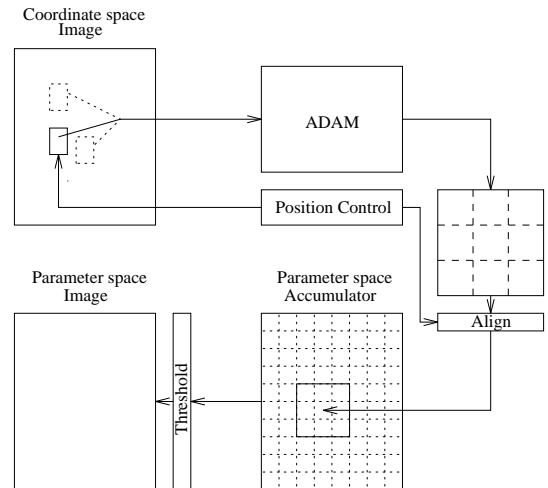 Coordinate space
Image
ADAM
Position Control
Parameter space
Image
Parameter space
Accumulator
Align
Threshold